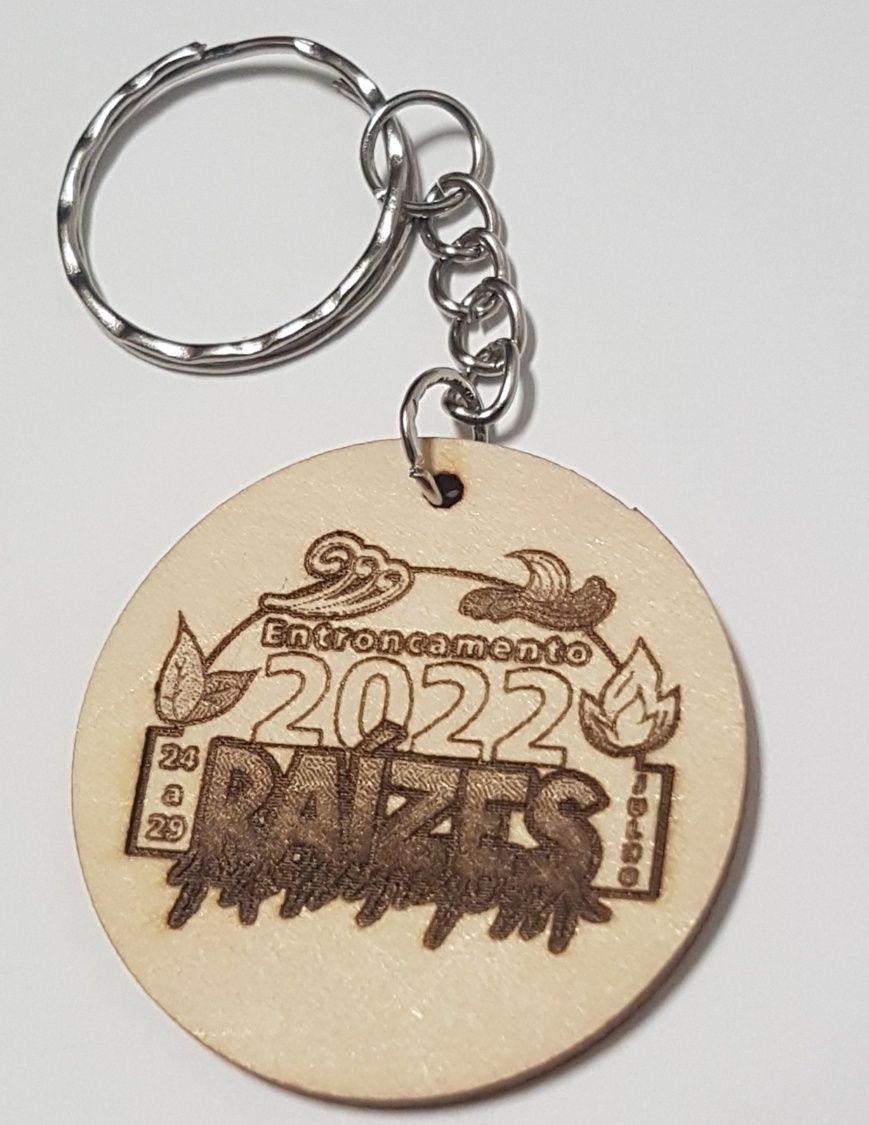 Entroncamento
2022
24
a
29
RAÍZES
JULHO